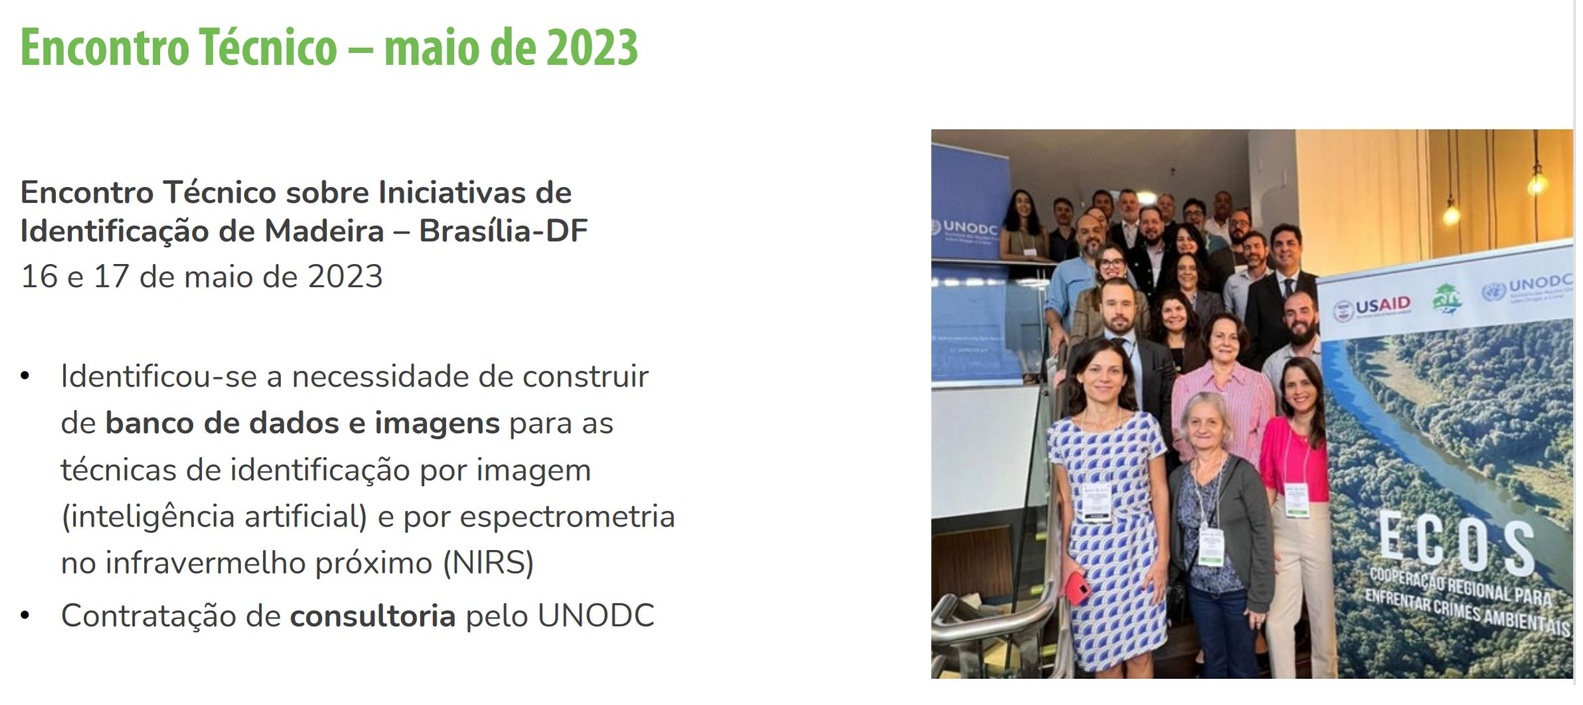 Encontro Técnico – maio de 2023
Encontro Técnico sobre Iniciativas de
Identificação de Madeira – Brasília-DF
16 e 17 de maio de 2023
• Identificou-se a necessidade de construir
de banco de dados e imagens para as
técnicas de identificação por imagem
(inteligência artificial) e por espectrometria
no infravermelho próximo (NIRS)
• Contratação de consultoria pelo UNODC
UNODC
USAID
UNODC
ECOS
COOPERAÇÃO REGIONAL PARA
ENFRENTAR CRIMES AMBIENTAIS